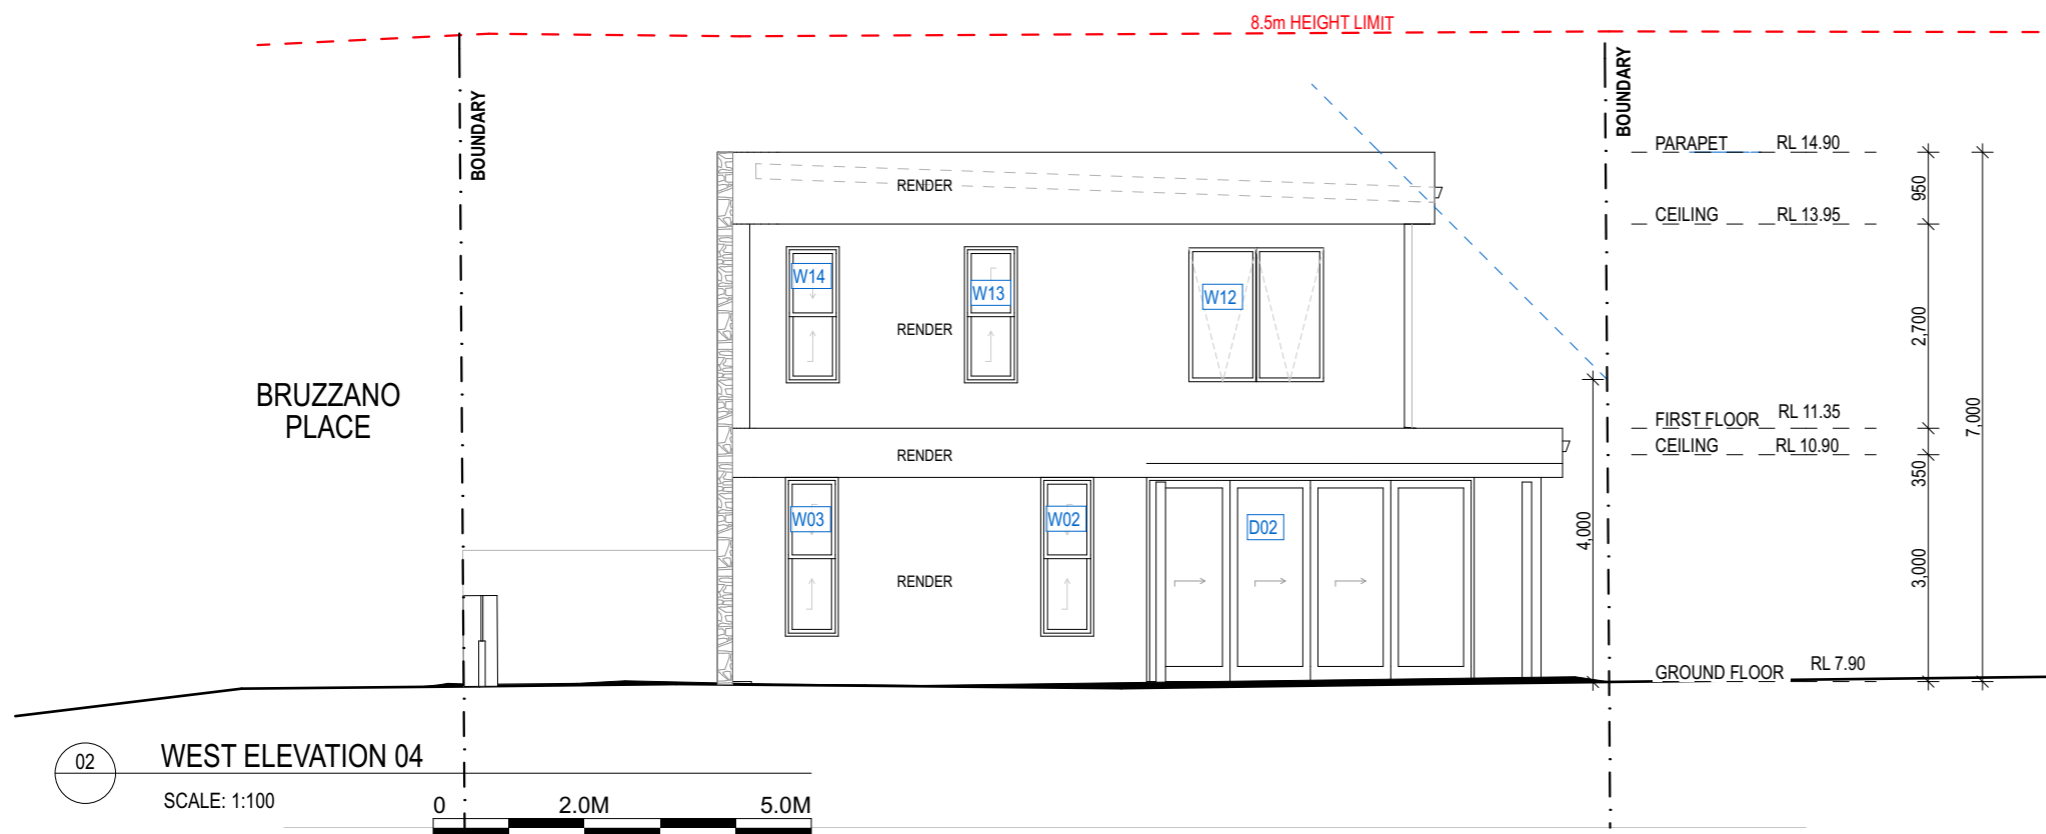 8.5m HEIGHT LIMIT
BOUNDARY
BOUNDARY
PARAPET RL 14.90
RENDER
950
CEILING RL 13.95
W14
W13
W12
RENDER
2,700
BRUZZANO
PLACE
7,000
FIRST FLOOR RL 11.35
CEILING RL 10.90
RENDER
350
W03
W02
D02
4,000
RENDER
3,000
GROUND FLOOR RL 7.90
02 WEST ELEVATION 04
SCALE: 1:100
0 2.0M 5.0M